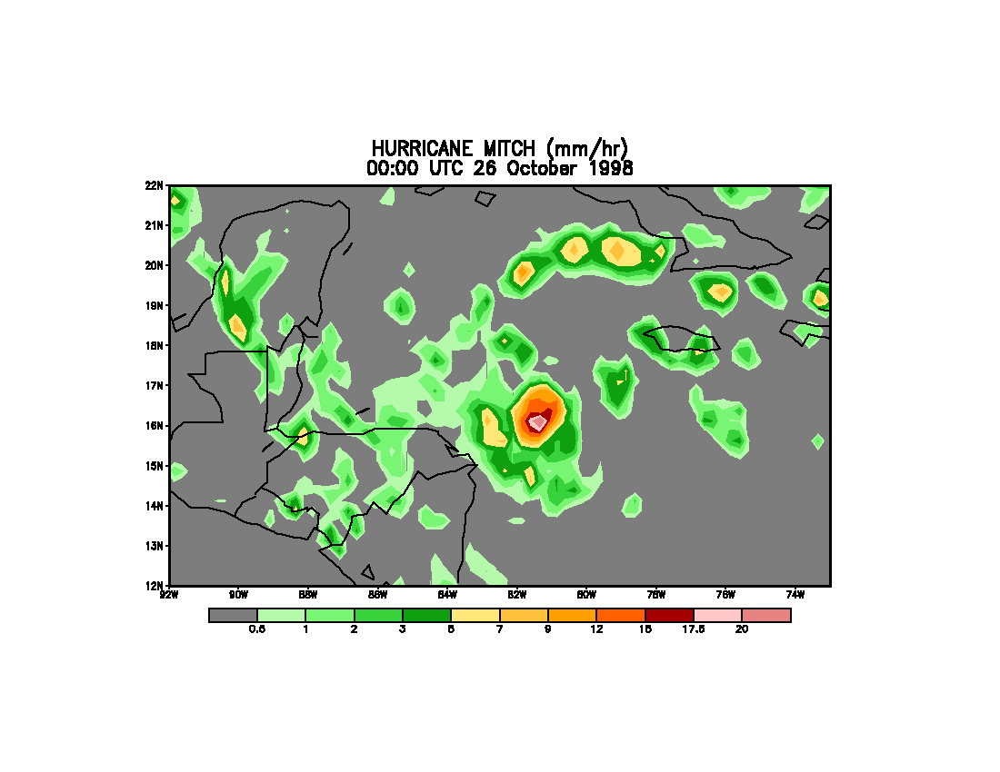 HURRICANE MITCH (mm/hr)
00:00 UTC 26 October 1998
22N
21N
20N
19N
18N
17N
16N
15N
14N
13N
12N
92W 90W 88W 86W 84W 82W 80W 78W 76W 74W
0.5 1 2 3 5 7 9 12 15 17.5 20